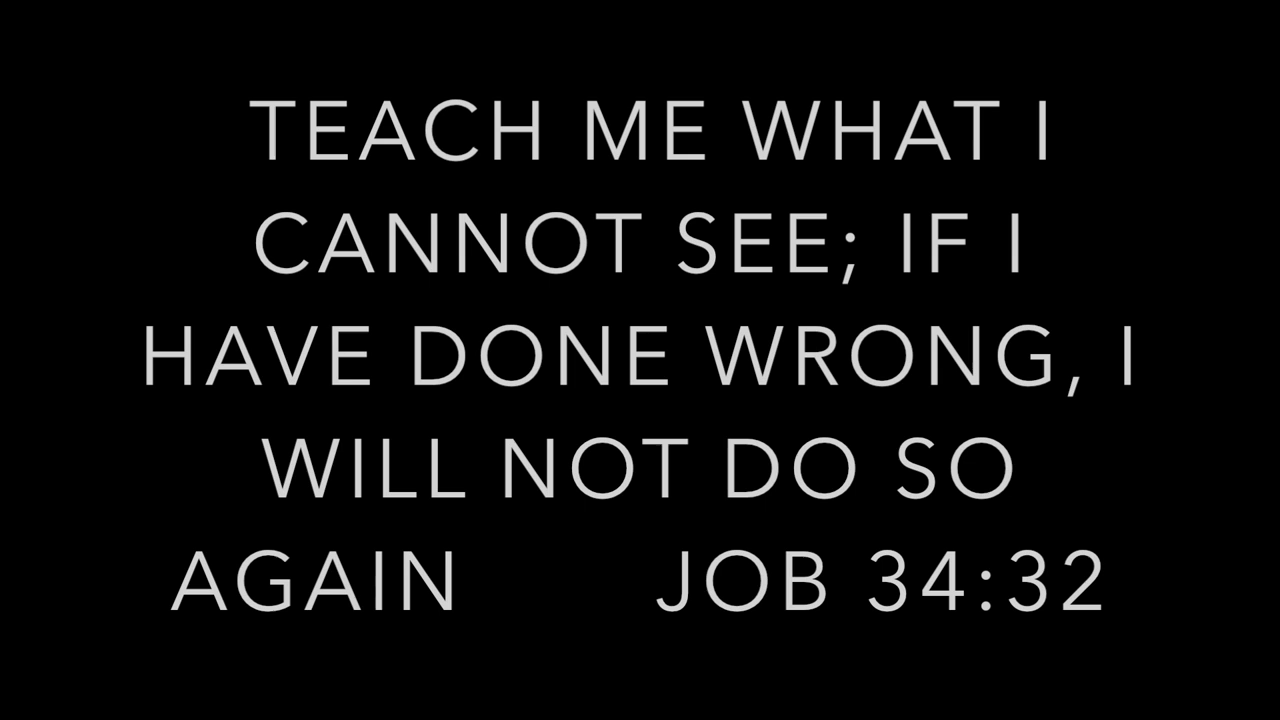 TEACH ME WHAT I
CANNOT SEE; IF I
HAVE DONE WRONG, I
WILL NOT DO SO
AGAIN JOB 34:32